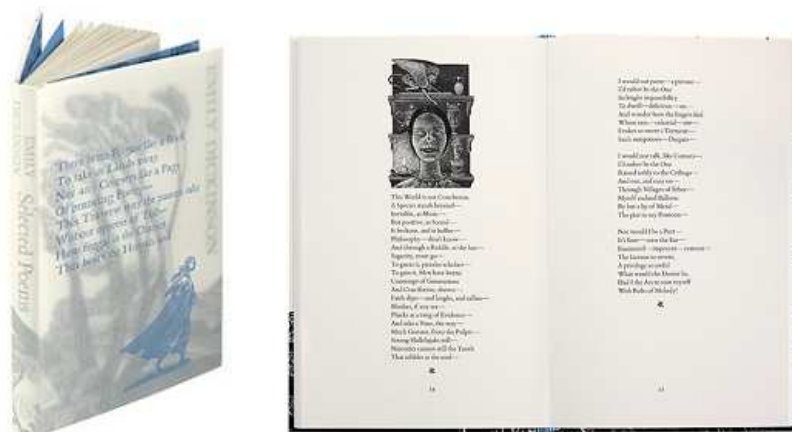 EMILY DICKINSON
Selected Poems
EMILY DICKINSON
There is no Frigate like a Book
To take us Lands away
Nor any Coursers like a Page
Of prancing Poetry—
This Traverse may the poorest take
Without oppress of Toll—
How frugal is the Chariot
That bears the Human soul
This World is not Conclusion.
A Species stands beyond—
Invisible, as Music—
But positive, as Sound—
It beckons, and it baffles—
Philosophy—don't know—
And through a Riddle, at the last—
Sagacity, must go—
To guess it, puzzles scholars—
To gain it, Men have borne
Contempt of Generations
And Crucifixion, shown—
Faith slips—and laughs, and rallies—
Blushes, if any see—
Plucks at a twig of Evidence—
And asks a Vane, the way—
Much Gesture, from the Pulpit—
Strong Hallelujahs roll—
Narcotics cannot still the Tooth
That nibbles at the soul—
I would not paint—a picture—
I'd rather be the One
Its bright impossibility
To dwell—delicious—on—
And wonder how the fingers feel
Whose rare—celestial—stir—
Evokes so sweet a Torment—
Such sumptuous—Despair—
I would not talk, like Cornets—
I'd rather be the One
Raised softly to the Ceilings—
And out, and easy on—
Through Villages of Ether—
Myself endued Balloon
By but a lip of Metal—
The pier to my Pontoon—
Nor would I be a Poet—
It's finer—own the Ear—
Enamored—impotent—content—
The License to revere,
A privilege so awful
What would the Dower be,
Had I the Art to stun myself
With Bolts of Melody!